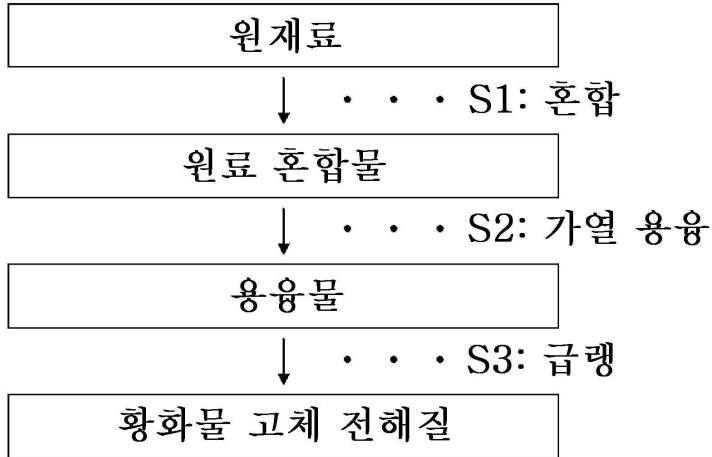 원재료
· · · S1: 혼합
원료 혼합물
· · · S2: 가열 용융
용융물
· · · S3: 급랭
황화물 고체 전해질